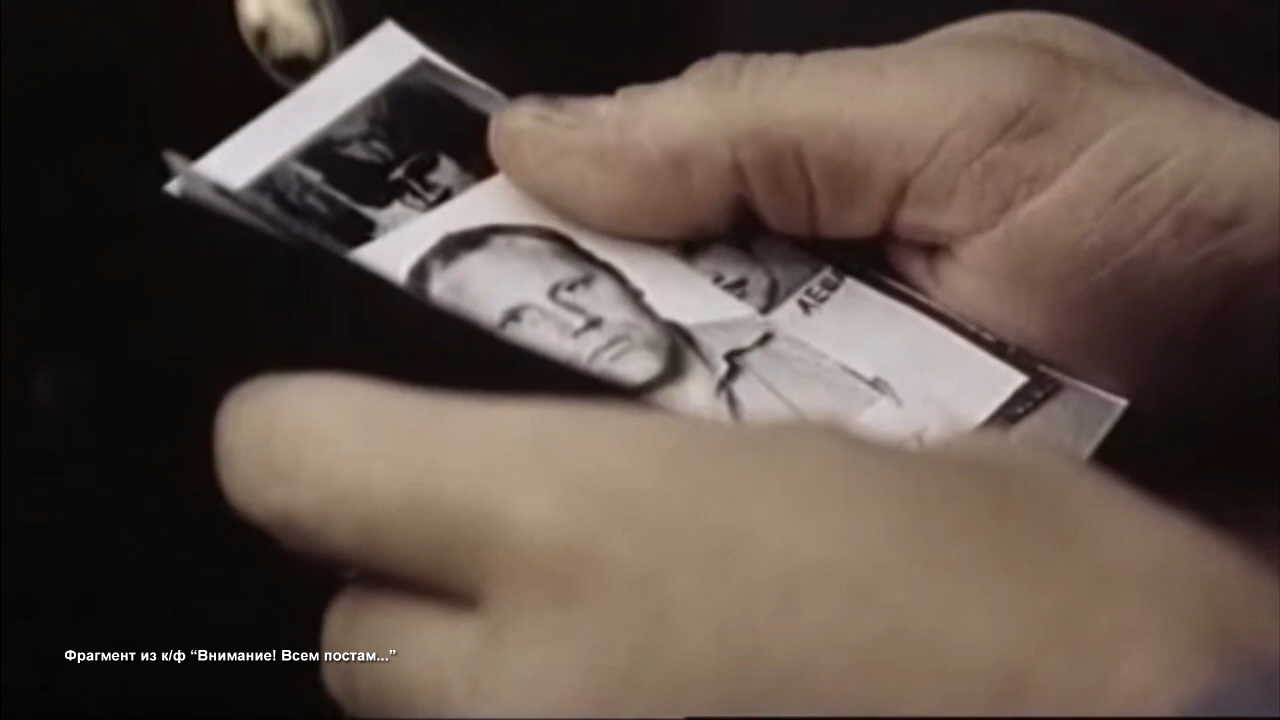 Фрагмент из к/ф “Внимание! Всем постам...”